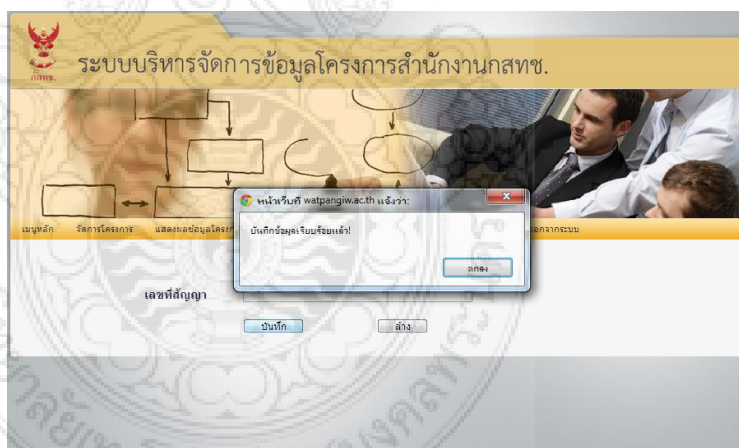 ระบบบริหารจัดการข้อมูลโครงการสำนักงานกสทช.
กสทช.
หน้าเว็บที่ watpangiw.ac.th แจ้งว่า:
บันทึกข้อมูลเรียบร้อยแล้ว!
ตกลง
เมนูหลัก จัดการโครงการ แสดงผลข้อมูลโครงก ออกจากระบบ
เลขที่สัญญา
บันทึก ล้าง